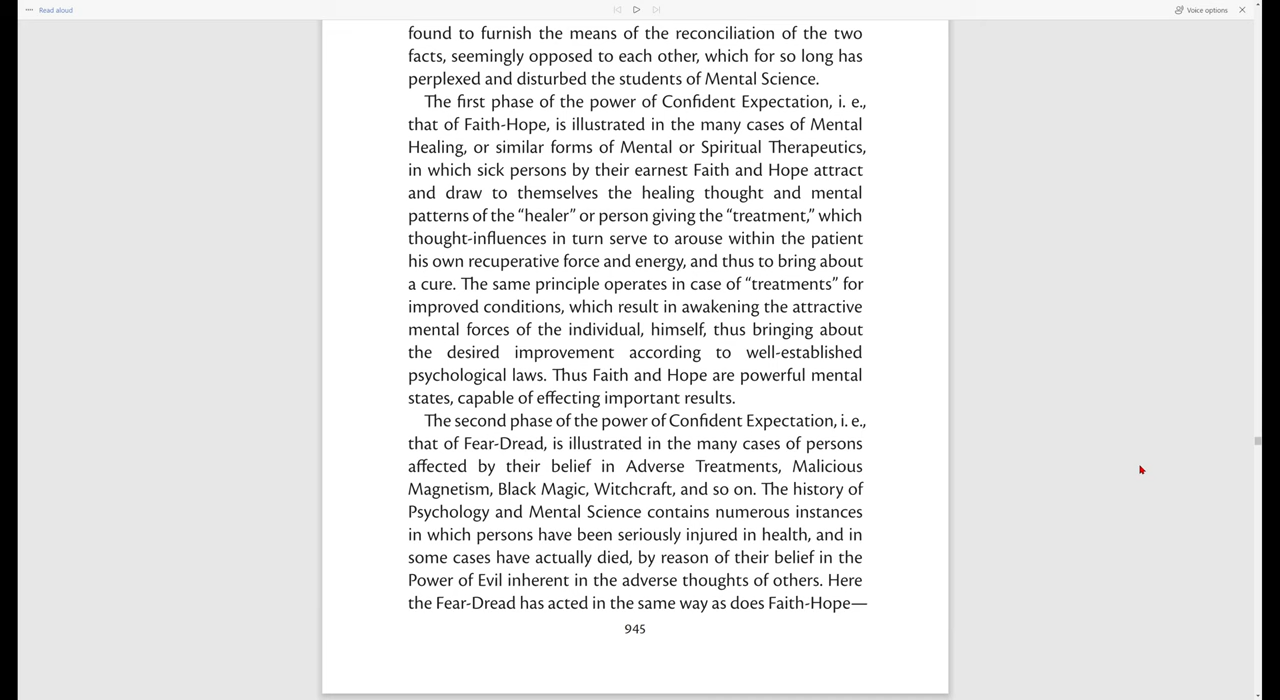 Read aloud
Voice options
found to furnish the means of the reconciliation of the two
facts, seemingly opposed to each other, which for so long has
perplexed and disturbed the students of Mental Science.
The first phase of the power of Confident Expectation, i. e.,
that of Faith-Hope, is illustrated in the many cases of Mental
Healing, or similar forms of Mental or Spiritual Therapeutics,
in which sick persons by their earnest Faith and Hope attract
and draw to themselves the healing thought and mental
patterns of the “healer” or person giving the “treatment,” which
thought-influences in turn serve to arouse within the patient
his own recuperative force and energy, and thus to bring about
a cure. The same principle operates in case of “treatments” for
improved conditions, which result in awakening the attractive
mental forces of the individual, himself, thus bringing about
the desired improvement according to well-established
psychological laws. Thus Faith and Hope are powerful mental
states, capable of effecting important results.
The second phase of the power of Confident Expectation, i. e.,
that of Fear-Dread, is illustrated in the many cases of persons
affected by their belief in Adverse Treatments, Malicious
Magnetism, Black Magic, Witchcraft, and so on. The history of
Psychology and Mental Science contains numerous instances
in which persons have been seriously injured in health, and in
some cases have actually died, by reason of their belief in the
Power of Evil inherent in the adverse thoughts of others. Here
the Fear-Dread has acted in the same way as does Faith-Hope—
945